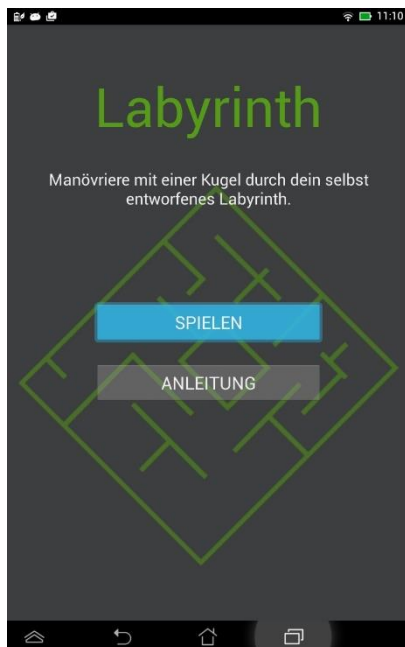 11:10
Labyrinth
Manövriere mit einer Kugel durch dein selbst
entworfenes Labyrinth.
SPIELEN
ANLEITUNG